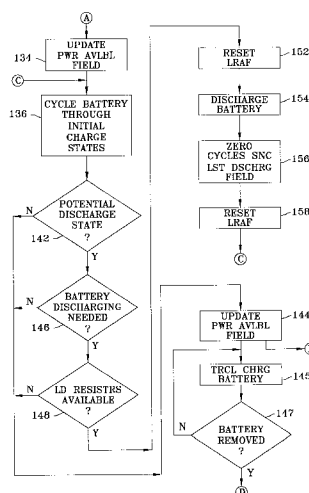 A
134
UPDATE
PWR AVLBL
FIELD
C
136
CYCLE BATTERY
THROUGH
INITIAL
CHARGE
STATES
N
POTENTIAL
DISCHARGE
STATE
?
142
Y
N
BATTERY
DISCHARGING
NEEDED
?
146
Y
N
LD RESISTRS
AVAILABLE
?
148
Y
RESET
LRAF
152
DISCHARGE
BATTERY
154
ZERO
CYCLES SNC
LST DSCHRG
FIELD
156
RESET
LRAF
158
C
UPDATE
PWR AVLBL
FIELD
144
TRCL CHRG
BATTERY
145
147
N
BATTERY
REMOVED
?
Y
D